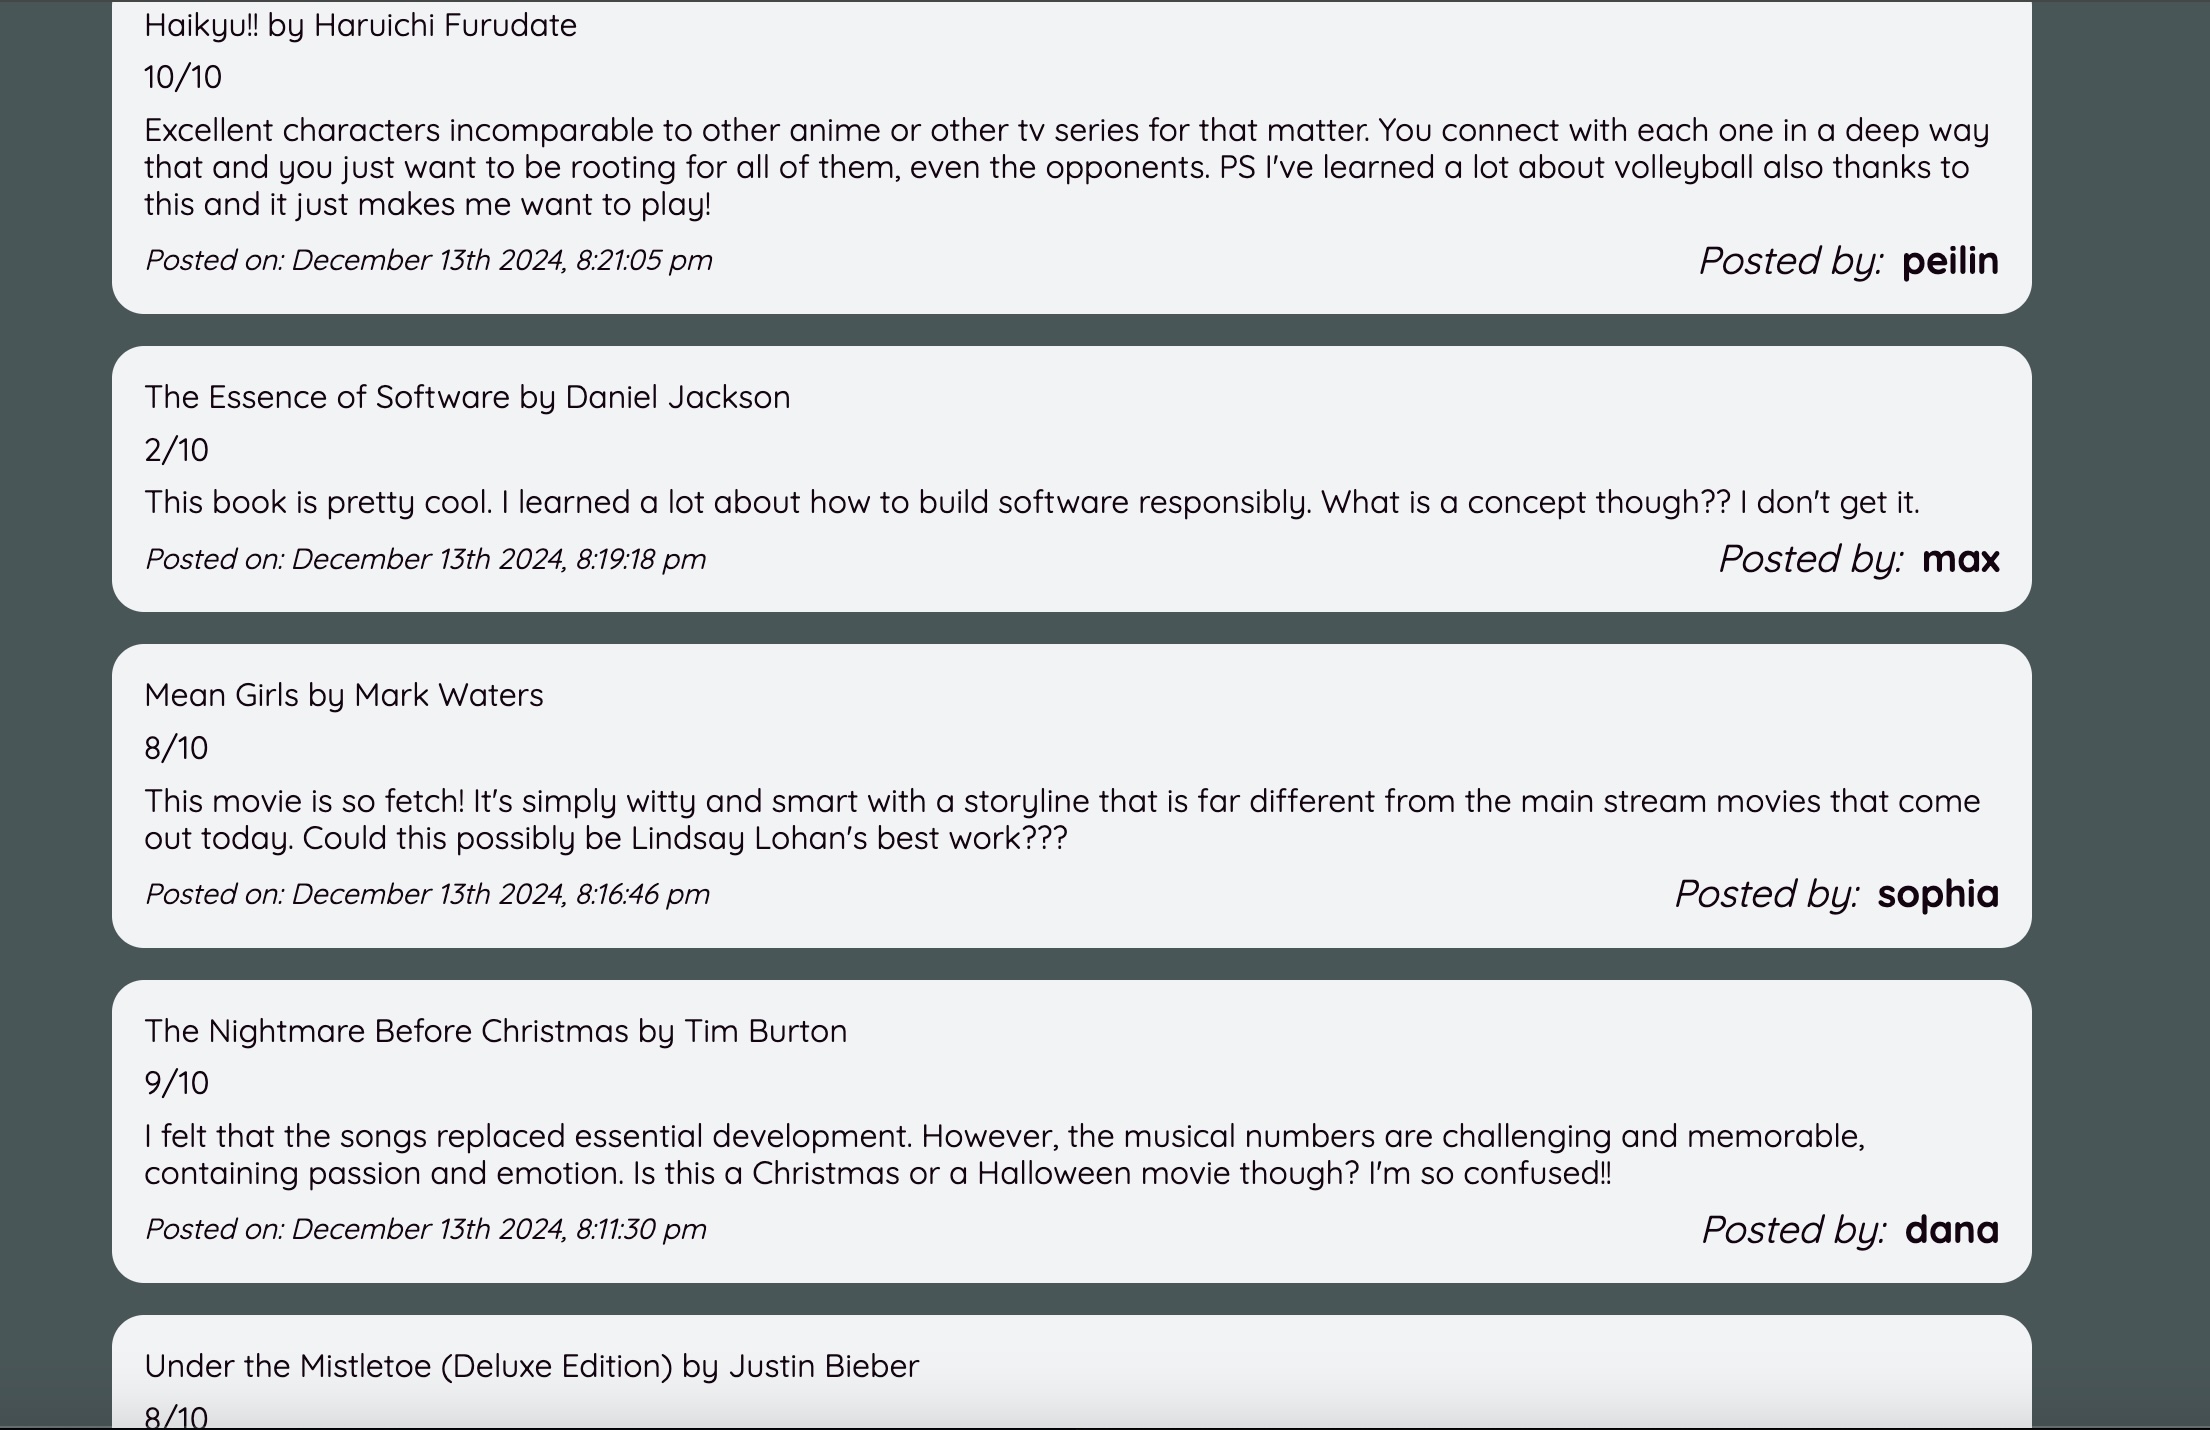 Haikyu!! by Haruichi Furudate
10/10
Excellent characters incomparable to other anime or other tv series for that matter. You connect with each one in a deep way
that and you just want to be rooting for all of them, even the opponents. PS I've learned a lot about volleyball also thanks to
this and it just makes me want to play!
Posted on: December 13th 2024, 8:21:05 pm Posted by: peilin
The Essence of Software by Daniel Jackson
2/10
This book is pretty cool. I learned a lot about how to build software responsibly. What is a concept though?? I don't get it.
Posted on: December 13th 2024, 8:19:18 pm Posted by: max
Mean Girls by Mark Waters
8/10
This movie is so fetch! It's simply witty and smart with a storyline that is far different from the main stream movies that come
out today. Could this possibly be Lindsay Lohan's best work???
Posted on: December 13th 2024, 8:16:46 pm Posted by: sophia
The Nightmare Before Christmas by Tim Burton
9/10
I felt that the songs replaced essential development. However, the musical numbers are challenging and memorable,
containing passion and emotion. Is this a Christmas or a Halloween movie though? I'm so confused!!
Posted on: December 13th 2024, 8:11:30 pm Posted by: dana
Under the Mistletoe (Deluxe Edition) by Justin Bieber
8/10